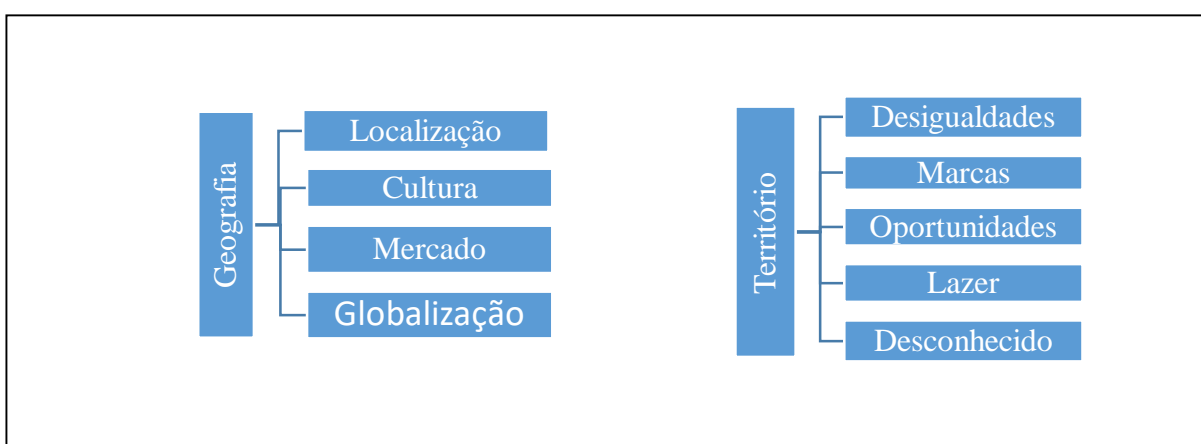 Geografia
Localização
Cultura
Mercado
Globalização
Território
Desigualdades
Marcas
Oportunidades
Lazer
Desconhecido